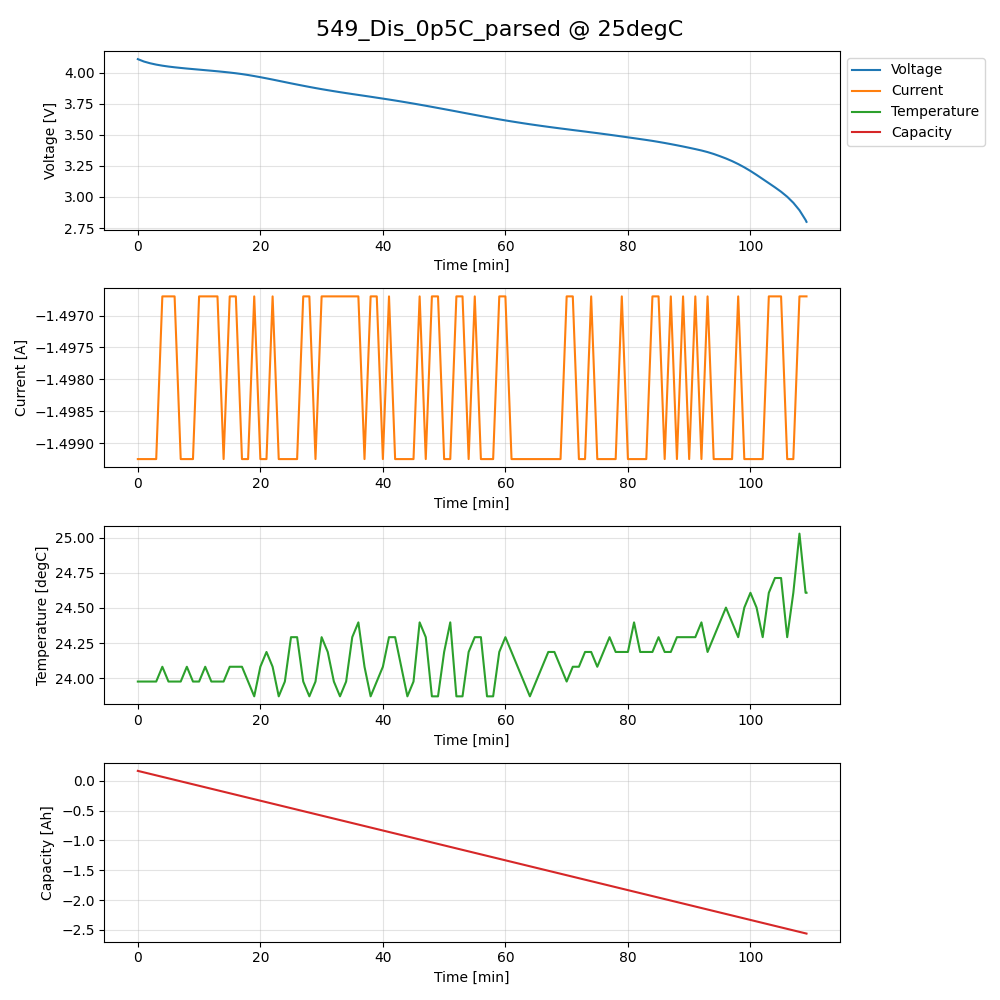 549_Dis_0p5C_parsed @ 25degC
4.00
3.75
3.50
3.25
3.00
2.75
Voltage [V]
0 20 40 60 80 100
Time [min]
Voltage
Current
Temperature
Capacity
−1.4970
−1.4975
−1.4980
−1.4985
−1.4990
Current [A]
0 20 40 60 80 100
Time [min]
25.00
24.75
24.50
24.25
24.00
Temperature [degC]
0 20 40 60 80 100
Time [min]
0.0
−0.5
−1.0
−1.5
−2.0
−2.5
Capacity [Ah]
0 20 40 60 80 100
Time [min]